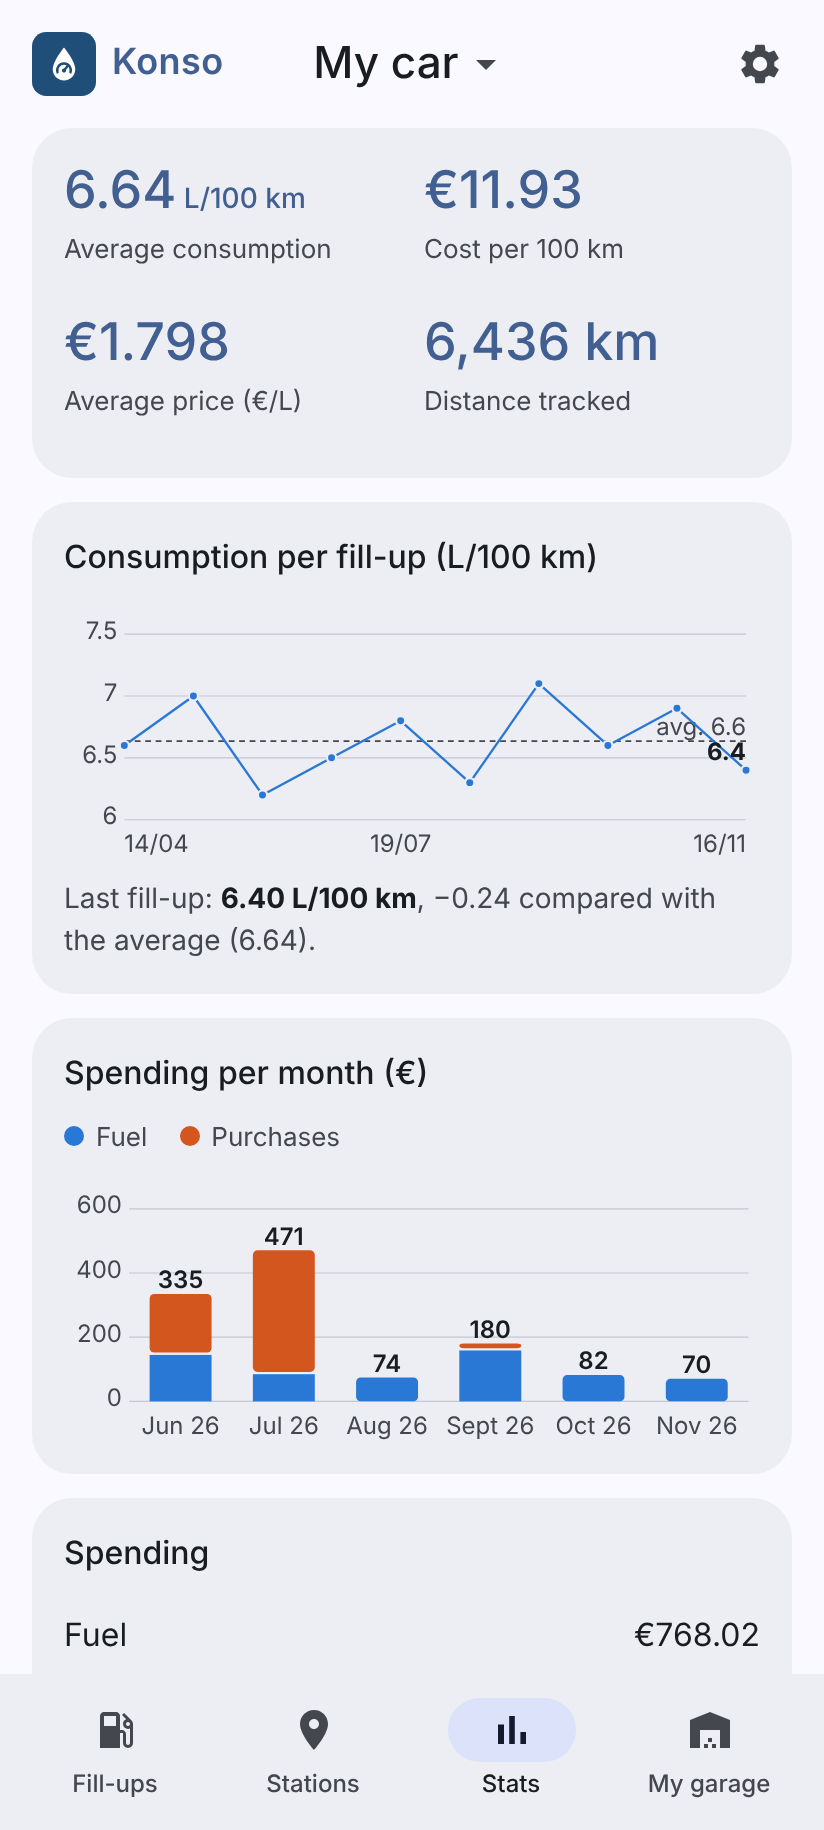 Konso
My car
6.64 L/100 km
Average consumption
€11.93
Cost per 100 km
€1.798
Average price (€/L)
6,436 km
Distance tracked
Consumption per fill-up (L/100 km)
7.5
7
6.5
6
avg. 6.6
6.4
14/04
19/07
16/11
Last fill-up: 6.40 L/100 km, −0.24 compared with
the average (6.64).
Spending per month (€)
Fuel
Purchases
600
400
200
0
335
471
74
180
82
70
Jun 26
Jul 26
Aug 26
Sept 26
Oct 26
Nov 26
Spending
Fuel
€768.02
Fill-ups
Stations
Stats
My garage